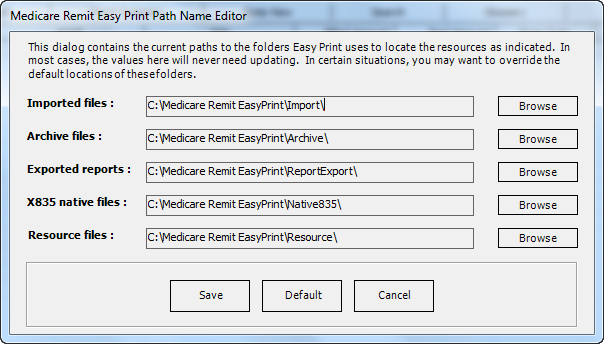 Medicare Remit Easy Print Path Name Editor
This dialog contains the current paths to the folders Easy Print uses to locate the resources as indicated.  In
most cases, the values here will never need updating.  In certain situations, you may want to override the
default locations of these folders.
Imported files : C:\Medicare Remit EasyPrint\Import\ Browse
Archive files : C:\Medicare Remit EasyPrint\Archive\ Browse
Exported reports : C:\Medicare Remit EasyPrint\ReportExport\ Browse
X835 native files : C:\Medicare Remit EasyPrint\Native835\ Browse
Resource files : C:\Medicare Remit EasyPrint\Resource\ Browse
Save Default Cancel